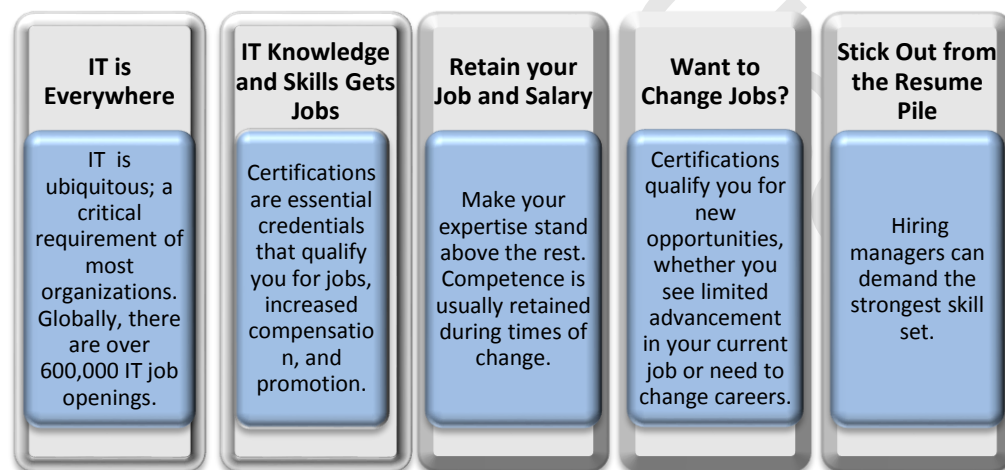 IT is
Everywhere
IT is
ubiquitous; a
critical
requirement of
most
organizations.
Globally, there
are over
600,000 IT job
openings.
IT Knowledge
and Skills Gets
Jobs
Certifications
are essential
credentials
that qualify
you for jobs,
increased
compensatio
n, and
promotion.
Retain your
Job and Salary
Make your
expertise stand
above the rest.
Competence is
usually retained
during times of
change.
Want to
Change Jobs?
Certifications
qualify you for
new
opportunities,
whether you
see limited
advancement
in your current
job or need to
change careers.
Stick Out from
the Resume
Pile
Hiring
managers can
demand the
strongest skill
set.